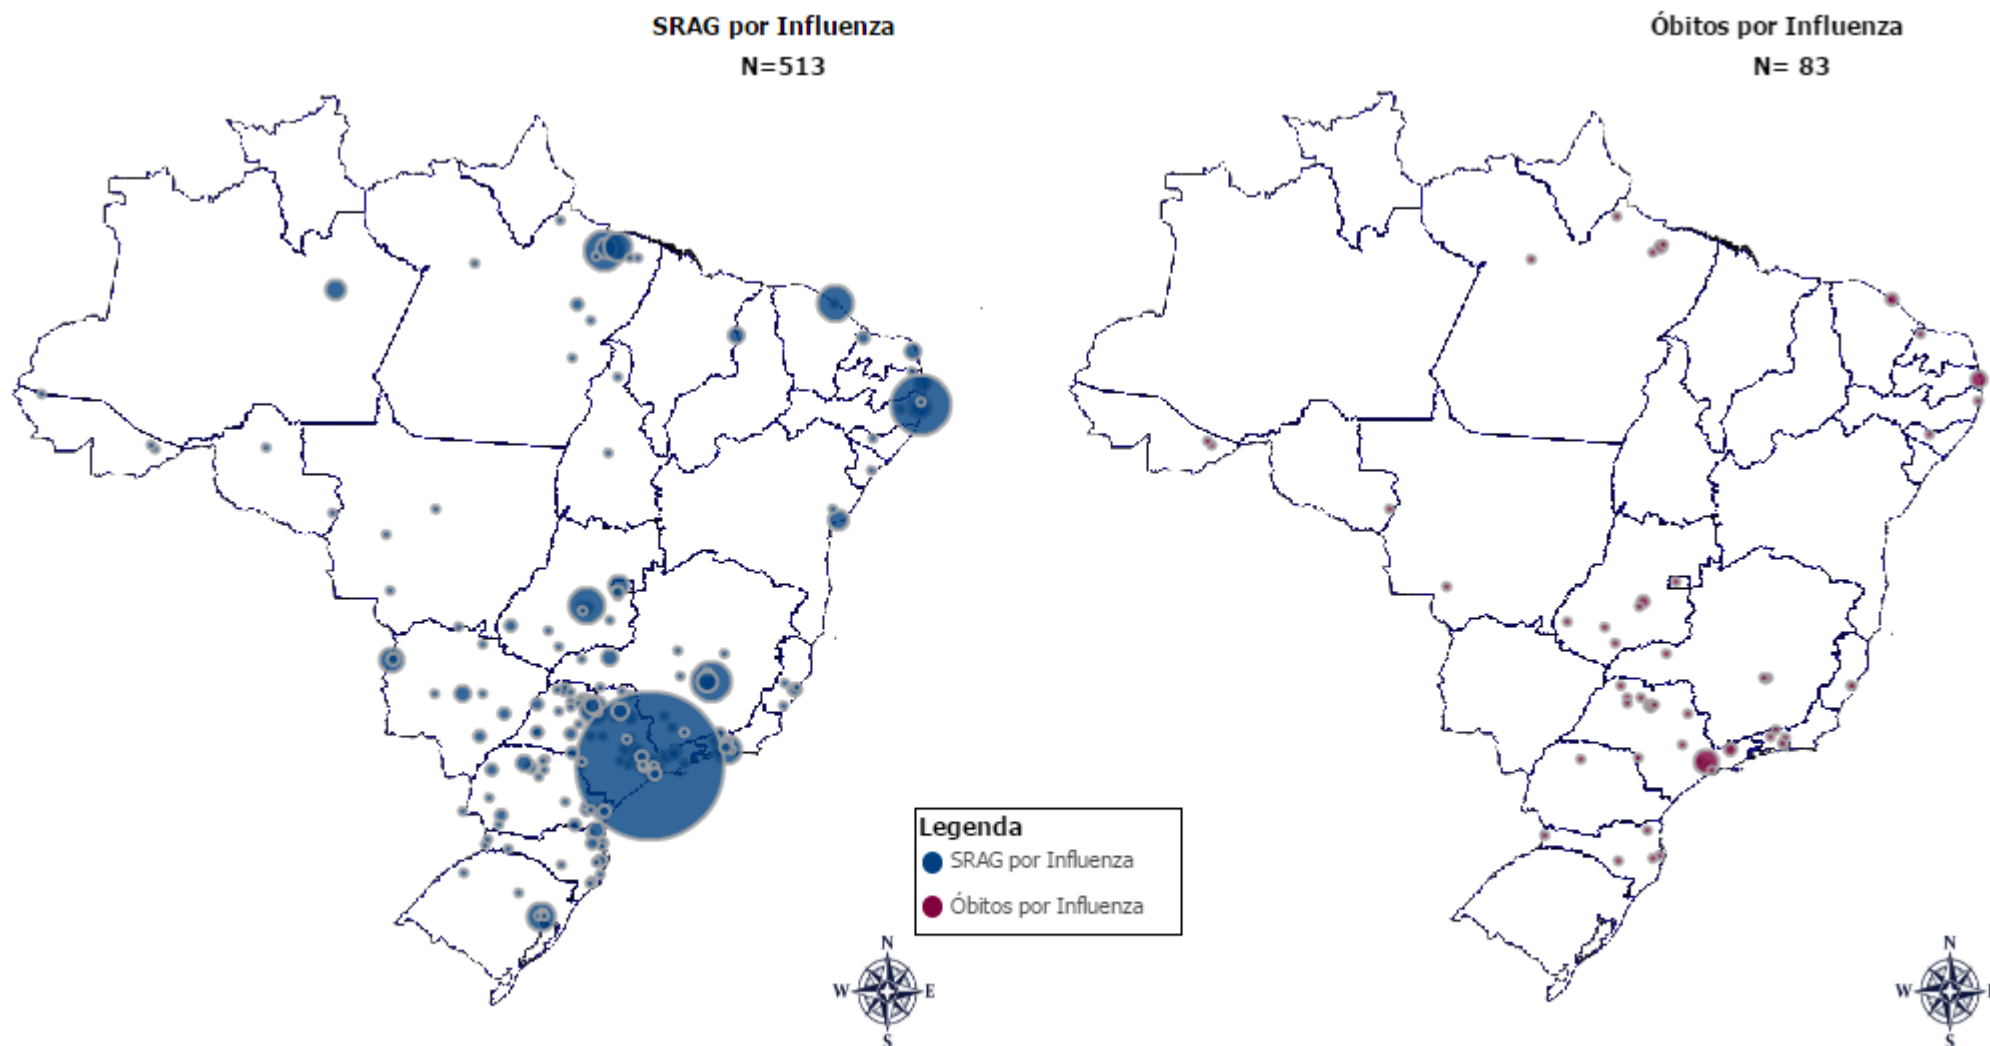 SRAG por Influenza
N=513
Óbitos por Influenza
N= 83
Legenda
SRAG por Influenza
Óbitos por Influenza
N
W
E
S
N
W
S